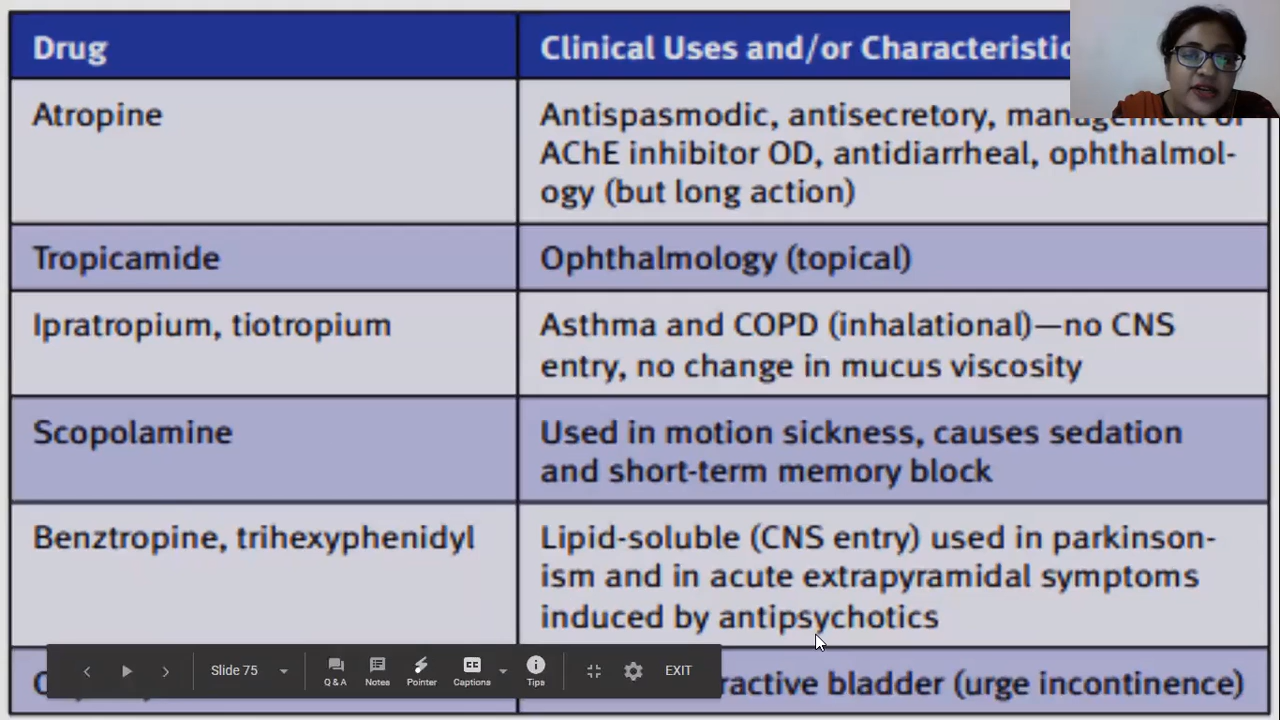 Drug
Clinical Uses and/or Characteristic
Atropine
Antispasmodic, antisecretory, management of
AChE inhibitor OD, antidiarrheal, ophthalmol-
ogy (but long action)
Tropicamide
Ophthalmology (topical)
Ipratropium, tiotropium
Asthma and COPD (inhalational)—no CNS
entry, no change in mucus viscosity
Scopolamine
Used in motion sickness, causes sedation
and short-term memory block
Benztropine, trihexyphenidyl
Lipid-soluble (CNS entry) used in parkinson-
ism and in acute extrapyramidal symptoms
induced by antipsychotics
ractive bladder (urge incontinence)
Slide 75
Q & A
Notes
Pointer
Captions
Tips
EXIT